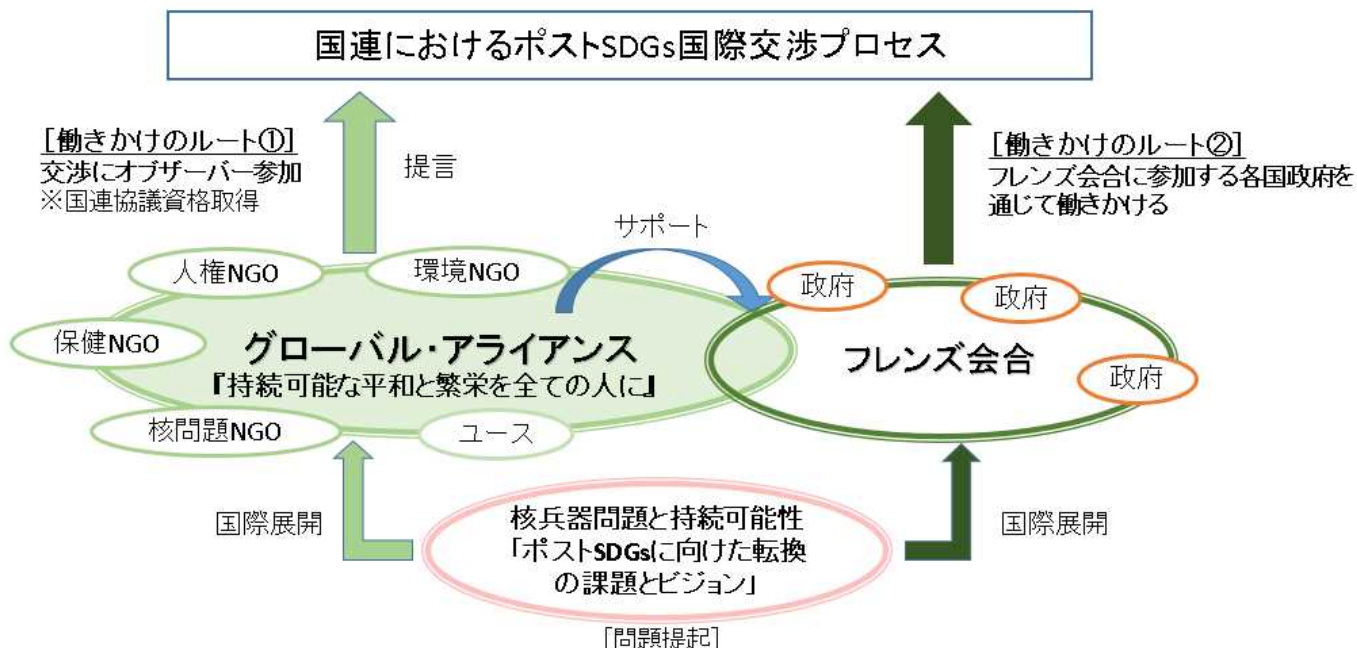 国連におけるポストSDGs国際交渉プロセス
[働きかけのルート①]
交渉にオブザーバー参加
※国連協議資格取得
提言
[働きかけのルート②]
フレンズ会合に参加する各国政府を
通じて働きかける
サポート
人権NGO
環境NGO
政府
政府
保健NGO
グローバル・アライアンス
『持続可能な平和と繁栄を全ての人に』
フレンズ会合
政府
核問題NGO
ユース
国際展開
核兵器問題と持続可能性
「ポストSDGsに向けた転換
の課題とビジョン」
国際展開
[問題提起]